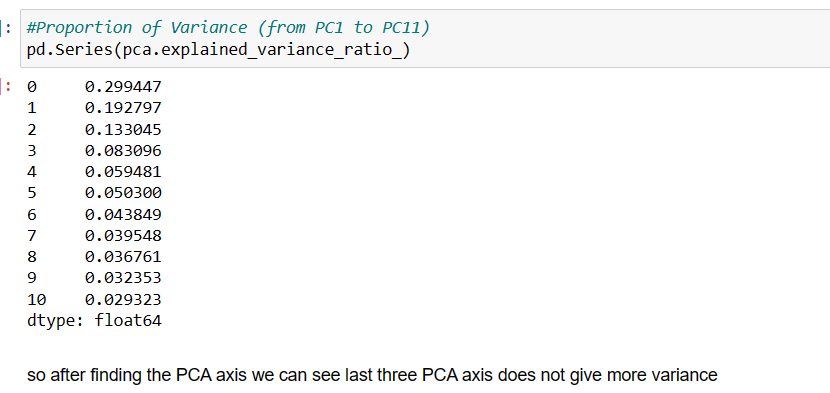 ]: #Proportion of Variance (from PC1 to PC11)
pd.Series(pca.explained_variance_ratio_)
]: 0 0.299447
1 0.192797
2 0.133045
3 0.083096
4 0.059481
5 0.050300
6 0.043849
7 0.039548
8 0.036761
9 0.032353
10 0.029323
dtype: float64
so after finding the PCA axis we can see last three PCA axis does not give more variance